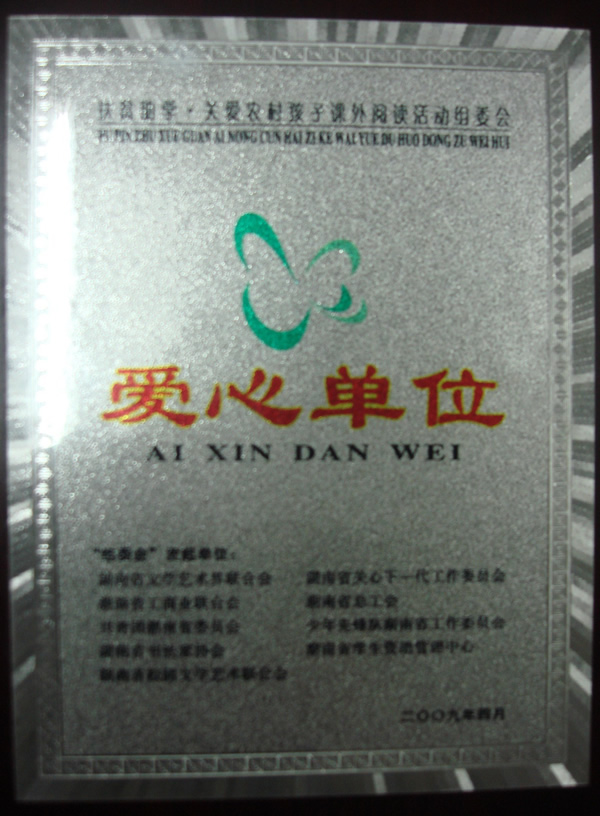 扶贫助学·关爱农村孩子课外阅读活动组委会
FU PIN ZHU XUE GUAN AI NONG CUN HAI ZI KE WAI YUE DU HUO DONG ZU WEI HUI
爱心单位
AI XIN DAN WEI
“组委会”发起单位：
湖南省文学艺术界联合会 湖南省关心下一代工作委员会
湖南省工商业联合会 湖南省总工会
共青团湖南省委员会 少年先锋队湖南省工作委员会
湖南省书法家协会 湖南省学生资助管理中心
文学艺术联合会
二〇〇九年四月